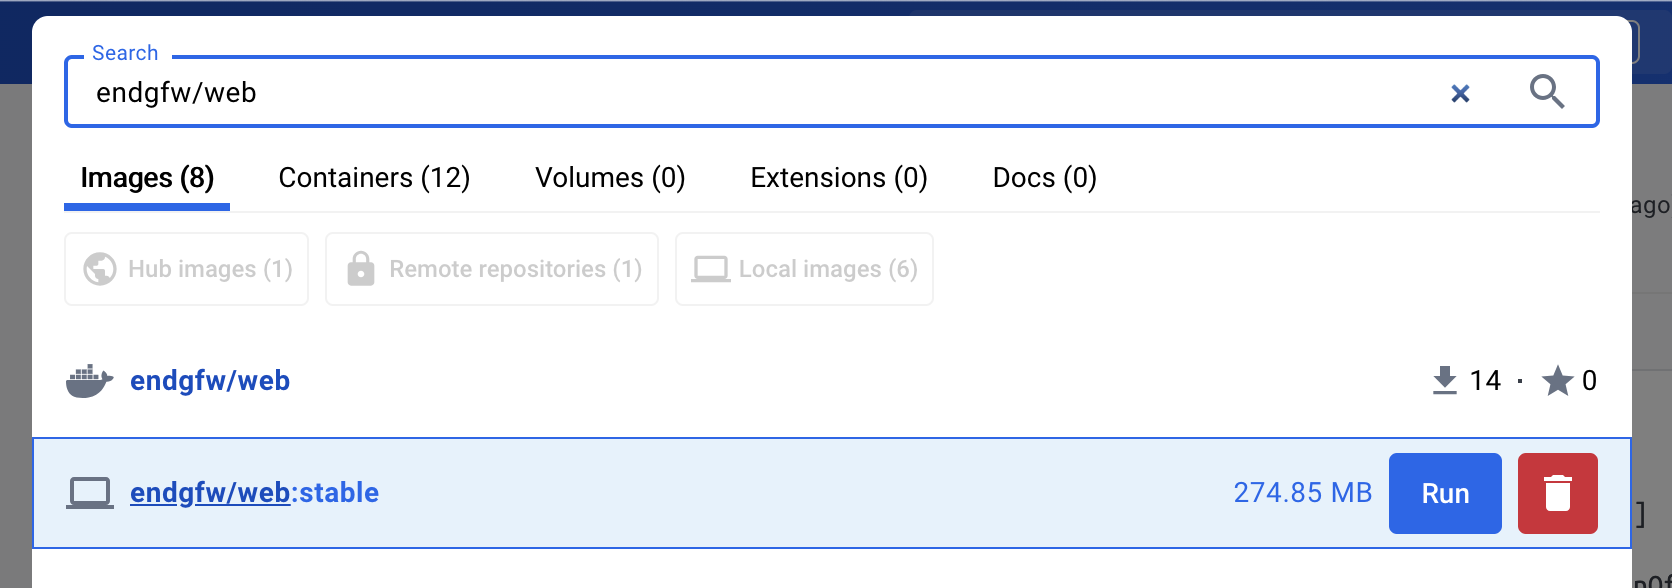 Search
endgfw/web
Images (8) Containers (12) Volumes (0) Extensions (0) Docs (0)
Hub images (1) Remote repositories (1) Local images (6)
ago
endgfw/web 14 · 0
endgfw/web:stable 274.85 MB Run
]